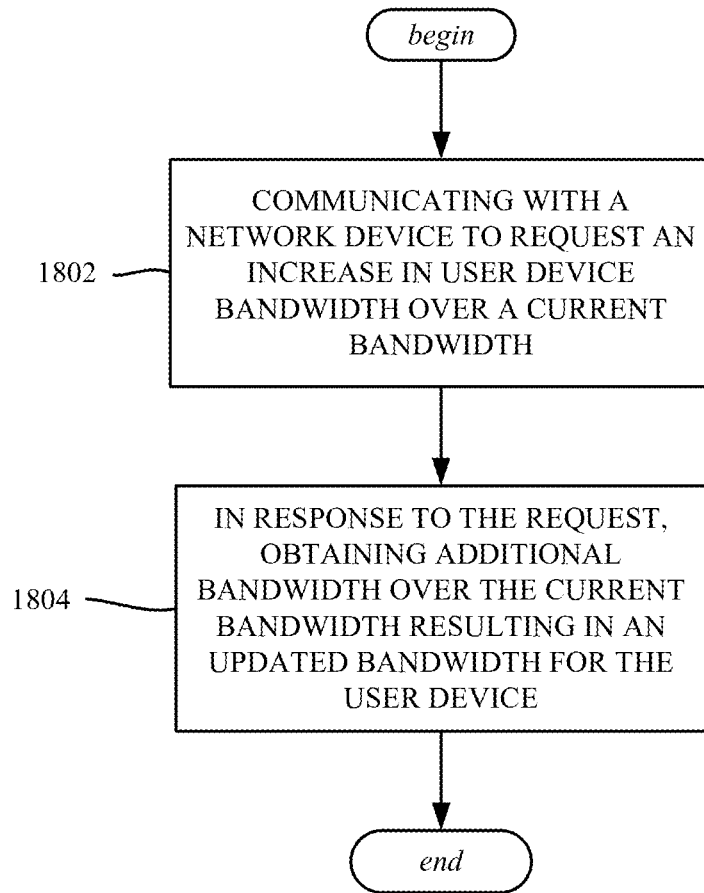 begin
1802
COMMUNICATING WITH A
NETWORK DEVICE TO REQUEST AN
INCREASE IN USER DEVICE
BANDWIDTH OVER A CURRENT
BANDWIDTH
1804
IN RESPONSE TO THE REQUEST,
OBTAINING ADDITIONAL
BANDWIDTH OVER THE CURRENT
BANDWIDTH RESULTING IN AN
UPDATED BANDWIDTH FOR THE
USER DEVICE
end